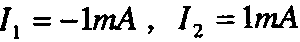 I₁ = −1mA , I₂ = 1mA